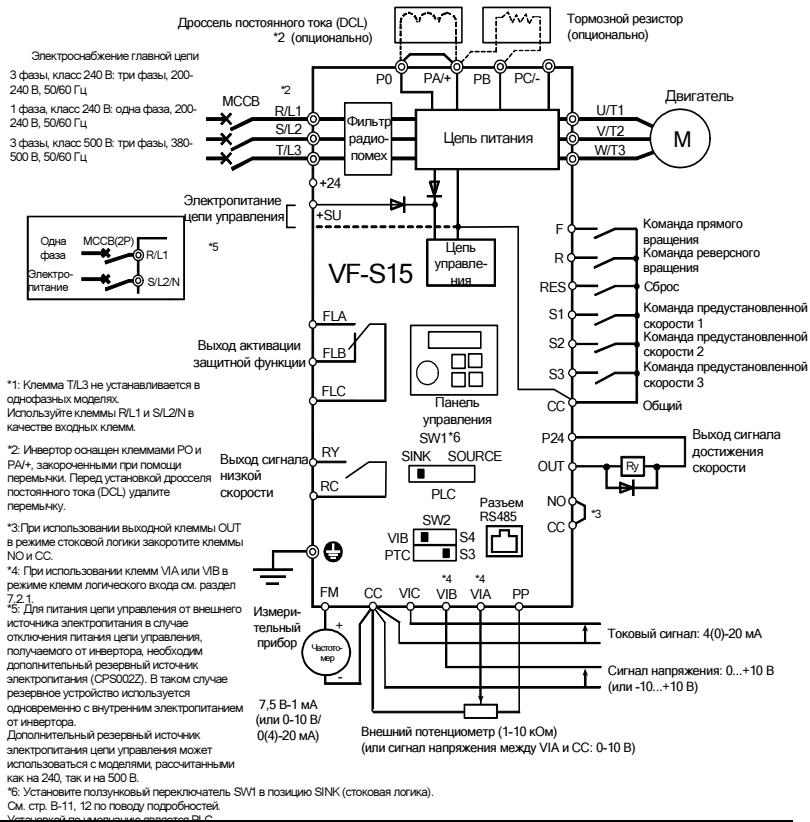 Дроссель постоянного тока (DCL)
*2 (опционально)
Тормозной резистор
(опционально)
Электроснабжение главной цепи
3 фазы, класс 240 В: три фазы, 200-
240 В, 50/60 Гц
1 фаза, класс 240 В: одна фаза, 200-
240 В, 50/60 Гц
3 фазы, класс 500 В: три фазы, 380-
500 В, 50/60 Гц
*2
MCCB
R/L1
S/L2
T/L3
P0
PA/+
PB
PC/-
Фильтр
радио-
помех
Цепь питания
U/T1
V/T2
W/T3
Двигатель
M
+24
Электропитание
цепи управления
+SU
Цепь
управле-
ния
VF-S15
Одна
фаза
MCCB(2P)
R/L1
Электро-
питание
S/L2/N
*5
F
R
RES
S1
S2
S3
CC
Команда прямого
вращения
Команда реверсного
вращения
Сброс
Команда предустановленной
скорости 1
Команда предустановленной
скорости 2
Команда предустановленной
скорости 3
Общий
FLA
FLB
FLC
Выход активации
защитной функции
Панель
управления
SW1*6
SINK SOURCE
PLC
RY
RC
Выход сигнала
низкой
скорости
SW2
VIB
S4
PTC
S3
Разъем
RS485
P24
OUT
Ry
Выход сигнала
достижения
скорости
NO
CC
*3
*1: Клемма T/L3 не устанавливается в
однофазных моделях.
Используйте клеммы R/L1 и S/L2/N в
качестве входных клемм.
*2: Инвертор оснащен клеммами PO и
PA/+, закороченными при помощи
перемычки. Перед установкой дросселя
постоянного тока (DCL) удалите
перемычку.
*3:При использовании выходной клеммы OUT
в режиме стоковой логики закоротите клеммы
NO и CC.
*4: При использовании клемм VIA или VIB в
режиме клемм логического входа см. раздел
7.2.1.
*5: Для питания цепи управления от внешнего
источника электропитания в случае
отключения питания цепи управления,
получаемого от инвертора, необходим
дополнительный резервный источник
электропитания (CPS002Z). В таком случае
резервное устройство используется
одновременно с внутренним электропитанием
от инвертора.
Дополнительный резервный источник
электропитания цепи управления может
использоваться с моделями, рассчитанными
как на 240, так и на 500 В.
*6: Установите ползунковый переключатель SW1 в позицию SINK (стоковая логика).
См. стр. B-11, 12 по поводу подробностей.
Установкой по умолчанию является PLC
FM
CC
VIC
*4
VIB
*4
VIA
PP
Измери-
тельный
прибор
+
Частото-
мер
-
7,5 В-1 мА
(или 0-10 В/
0(4)-20 мА)
Токовый сигнал: 4(0)-20 мА
Сигнал напряжения: 0...+10 В
(или -10...+10 В)
Внешний потенциометр (1-10 кОм)
(или сигнал напряжения между VIA и CC: 0-10 В)